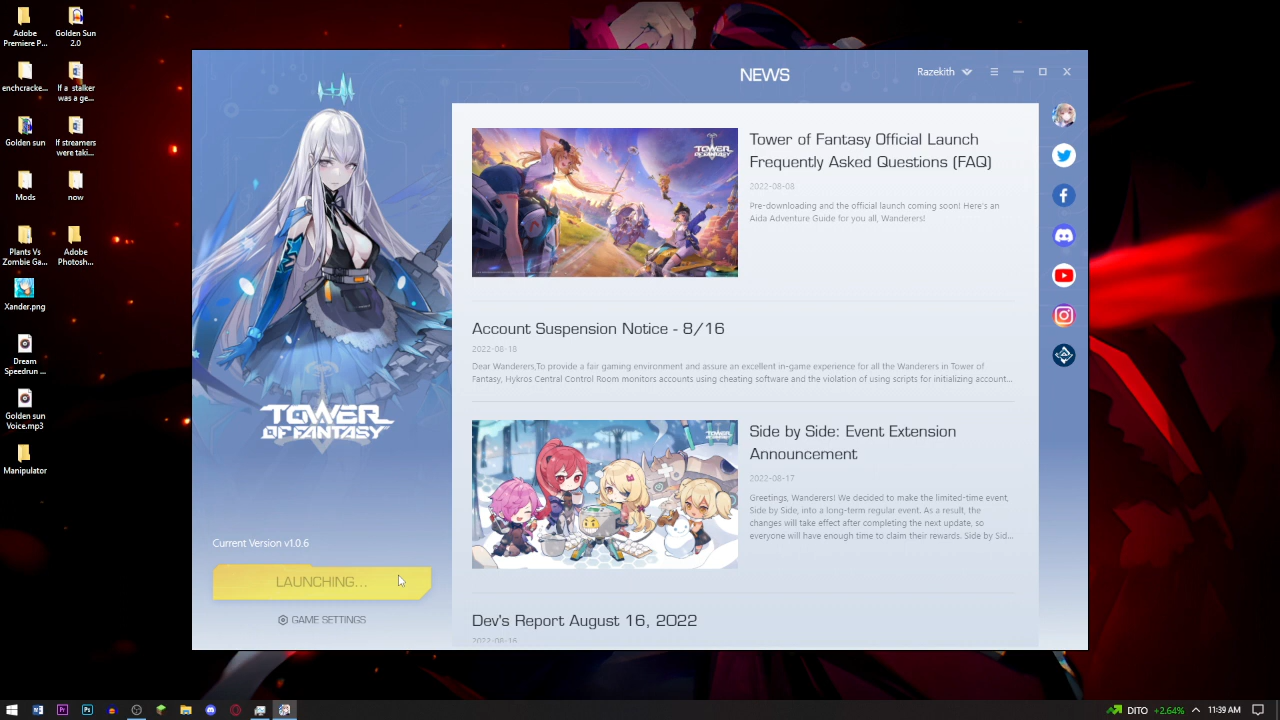 Adobe
Premiere P...
Golden Sun
2.0
enchcracke...
If a stalker
was a ge...
Golden sun
If streamers
were taki...
Mods
now
Plants Vs
Zombie Ga...
Adobe
Photosh...
Xander.png
Dream
Speedrun ...
Golden sun
Voice.mp3
Manipulator
NEWS
Razekith
TOWER
OF FANTASY
Current Version v1.0.6
LAUNCHING...
GAME SETTINGS
TOWER
OF FANTASY
Tower of Fantasy Official Launch
Frequently Asked Questions (FAQ)
2022-08-08
Pre-downloading and the official launch coming soon! Here's an
Aida Adventure Guide for you all, Wanderers!
Account Suspension Notice - 8/16
2022-08-18
Dear Wanderers,To provide a fair gaming environment and assure an excellent in-game experience for all the Wanderers in Tower of
Fantasy, Hykros Central Control Room monitors accounts using cheating software and the violation of using scripts for initializing account...
TOWER
OF FANTASY
Side by Side: Event Extension
Announcement
2022-08-17
Greetings, Wanderers! We decided to make the limited-time event,
Side by Side, into a long-term regular event. As a result, the
changes will take effect after completing the next update, so
everyone will have enough time to claim their rewards. Side by Sid...
Dev's Report August 16, 2022
2022-08-16
DITO +2.64%
11:39 AM